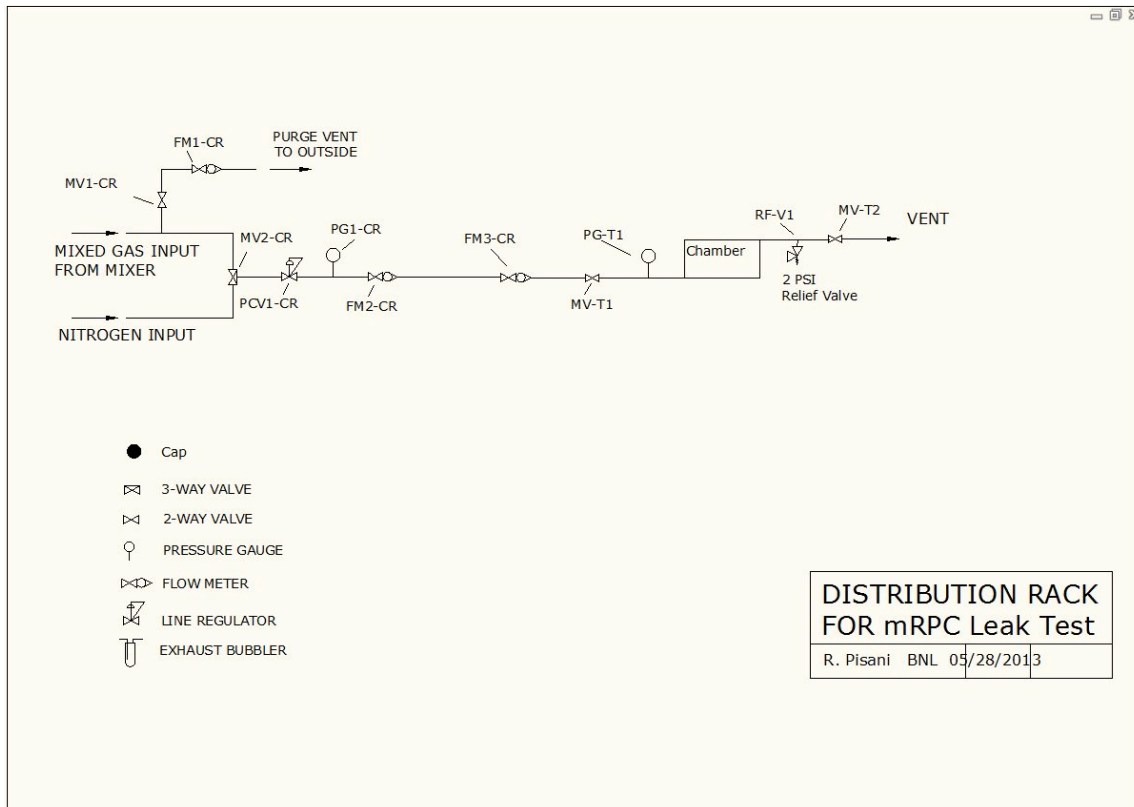 FM1-CR
PURGE VENT
TO OUTSIDE
MV1-CR
RF-V1
MV-T2
VENT
MIXED GAS INPUT
FROM MIXER
MV2-CR
PG1-CR
FM3-CR
PG-T1
Chamber
2 PSI
Relief Valve
PCV1-CR
FM2-CR
MV-T1
NITROGEN INPUT
Cap
3-WAY VALVE
2-WAY VALVE
PRESSURE GAUGE
FLOW METER
LINE REGULATOR
EXHAUST BUBBLER
DISTRIBUTION RACK
FOR mRPC Leak Test
R. Pisani BNL 05/28/2013